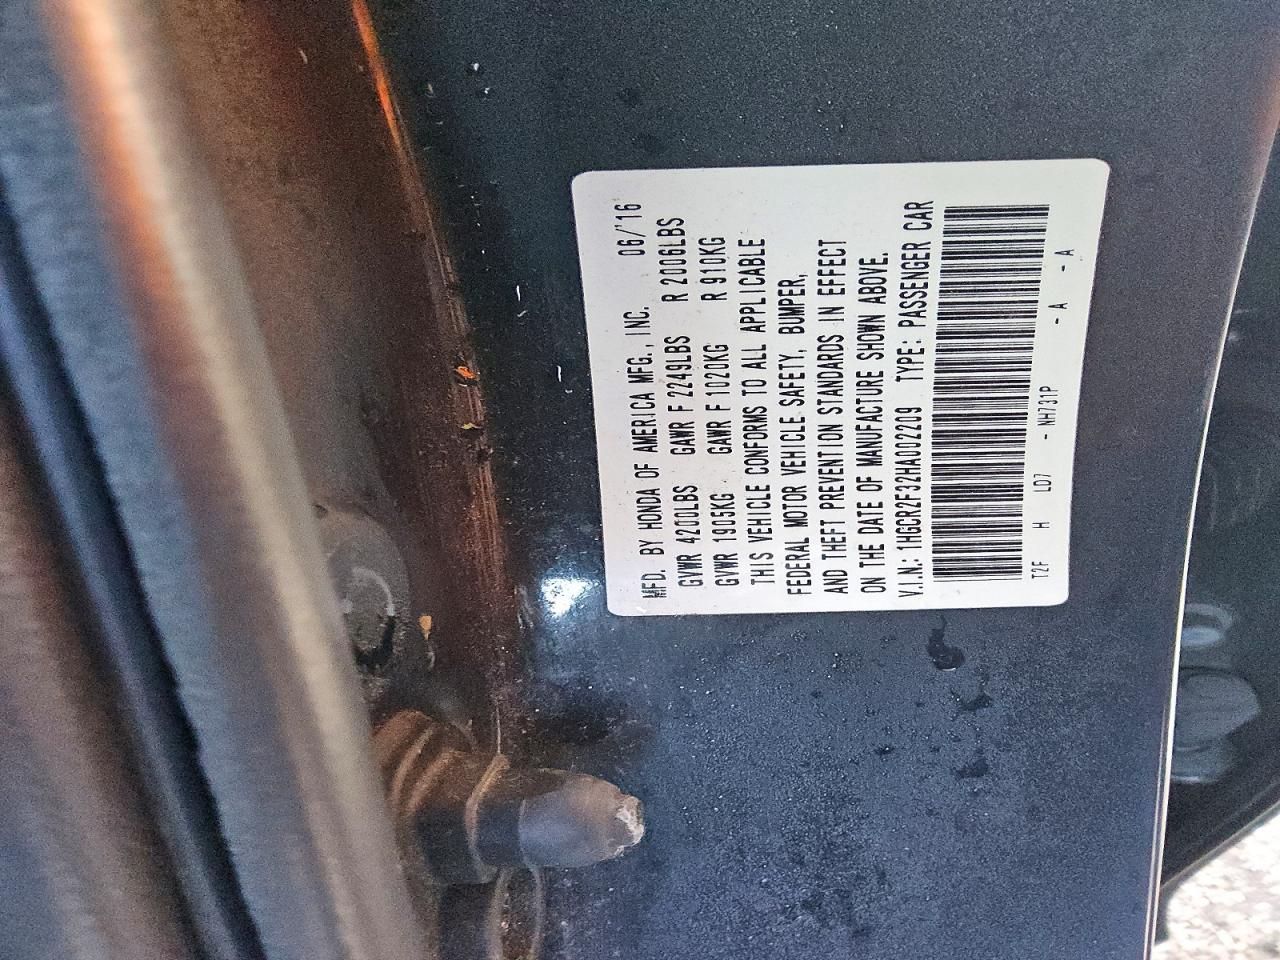 MFD. BY HONDA OF AMERICA MFG., INC. 06/'16
GVWR 4200LBS GAWR F 2249LBS R 2006LBS
GVWR 1905KG GAWR F 1020KG R 910KG
THIS VEHICLE CONFORMS TO ALL APPLICABLE
FEDERAL MOTOR VEHICLE SAFETY, BUMPER,
AND THEFT PREVENTION STANDARDS IN EFFECT
ON THE DATE OF MANUFACTURE SHOWN ABOVE.
V.I.N.: 1HGCR2F32HA002209 TYPE: PASSENGER CAR
T2F H LD7 - NH731P - A - A